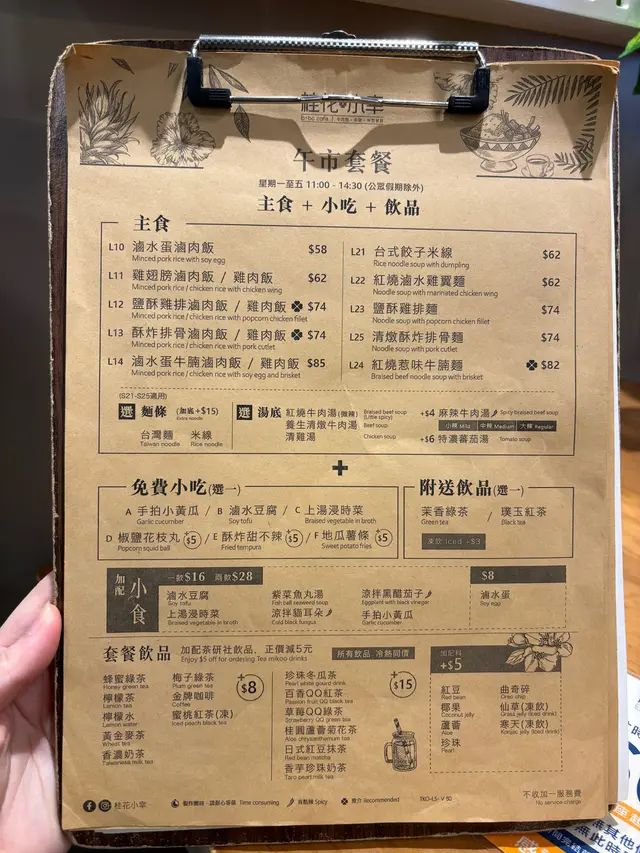 桂花小幸
午市套餐
星期一至五 11:00 - 14:30 (公眾假期除外)
主食 + 小吃 + 飲品
主食
L10 滷水蛋滷肉飯 $58
Minced pork rice with soy egg
L11 雞翅膀滷肉飯 / 雞肉飯 $62
Minced pork rice / chicken rice with chicken wing
L12 鹽酥雞排滷肉飯 / 雞肉飯 $74
Minced pork rice / chicken rice with popcorn chicken fillet
L13 酥炸排骨滷肉飯 / 雞肉飯 $74
Minced pork rice / chicken rice with pork cutlet
L14 滷水蛋牛腩滷肉飯 / 雞肉飯 $85
Minced pork rice / chicken rice with soy egg and brisket
L21 台式餃子米線 $62
Rice noodle soup with dumpling
L22 紅燒滷水雞翼麵 $62
Noodle soup with marinated chicken wing
L23 鹽酥雞排麵 $74
Noodle soup with popcorn chicken fillet
L25 清燉酥炸排骨麵 $74
Noodle soup with pork cutlet
L24 紅燒惹味牛腩麵 $82
Braised beef noodle soup with brisket
(S21-S25適用)
選 麵條 (加底+$15)
Extra noodle
台灣麵 米線
Taiwan noodle Rice noodle
選 湯底
紅燒牛肉湯(微辣) Braised beef soup (Little spicy)
養生清燉牛肉湯 Beef soup
清雞湯 Chicken soup
+$4 麻辣牛肉湯 Spicy braised beef soup
小辣 Mild 中辣 Medium 大辣 Regular
+$6 特濃蕃茄湯 Tomato soup
+
免費小吃(選一)
A 手拍小黃瓜 / B 滷水豆腐 / C 上湯浸時菜
Garlic cucumber Soy tofu Braised vegetable in broth
D 椒鹽花枝丸 +$5 / E 酥炸甜不辣 +$5 / F 地瓜薯條 +$5
Popcorn squid ball Fried tempura Sweet potato fries
附送飲品(選一)
茉香綠茶 / 璞玉紅茶
Green tea Black tea
凍飲 Iced +$3
加配小食
一款$16 兩款$28
滷水豆腐
Soy tofu
上湯浸時菜
Braised vegetable in broth
紫菜魚丸湯
Fish ball seaweed soup
涼拌貓耳朵
Cold black fungus
涼拌黑醋茄子
Eggplant with black vinegar
手拍小黃瓜
Garlic cucumber
$8
滷水蛋
Soy egg
套餐飲品 加配茶研社飲品、正價減5元
Enjoy $5 off for ordering Tea mikoo drinks
所有飲品 冷熱同價
蜂蜜綠茶
Honey green tea
檸檬茶
Lemon tea
檸檬水
Lemon water
黃金麥茶
Wheat tea
香濃奶茶
Taiwanese milk tea
梅子綠茶
Plum green tea
金牌咖啡
Coffee
蜜桃紅茶(凍)
Iced peach black tea
+$8
珍珠冬瓜茶
Pearl white gourd drink
百香QQ紅茶
Passion fruit QQ black tea
草莓QQ綠茶
Strawberry QQ green tea
桂圓蘆薈菊花茶
Aloe chrysanthemum tea
日式紅豆抹茶
Red bean matcha
香芋珍珠奶茶
Taro pearl milk tea
+$15
加配料
+$5
紅豆
Red bean
椰果
Coconut jelly
蘆薈
Aloe
珍珠
Pearl
曲奇碎
Oreo chip
仙草(凍飲)
Grass jelly (Iced drink)
寒天(凍飲)
Konjac jelly (Iced drink)
桂花小幸
製作需時，請耐心等候 Time consuming
有點辣 Spicy
推介 Recommended
TKO-LS- V 60
不收加一服務費
No service charge